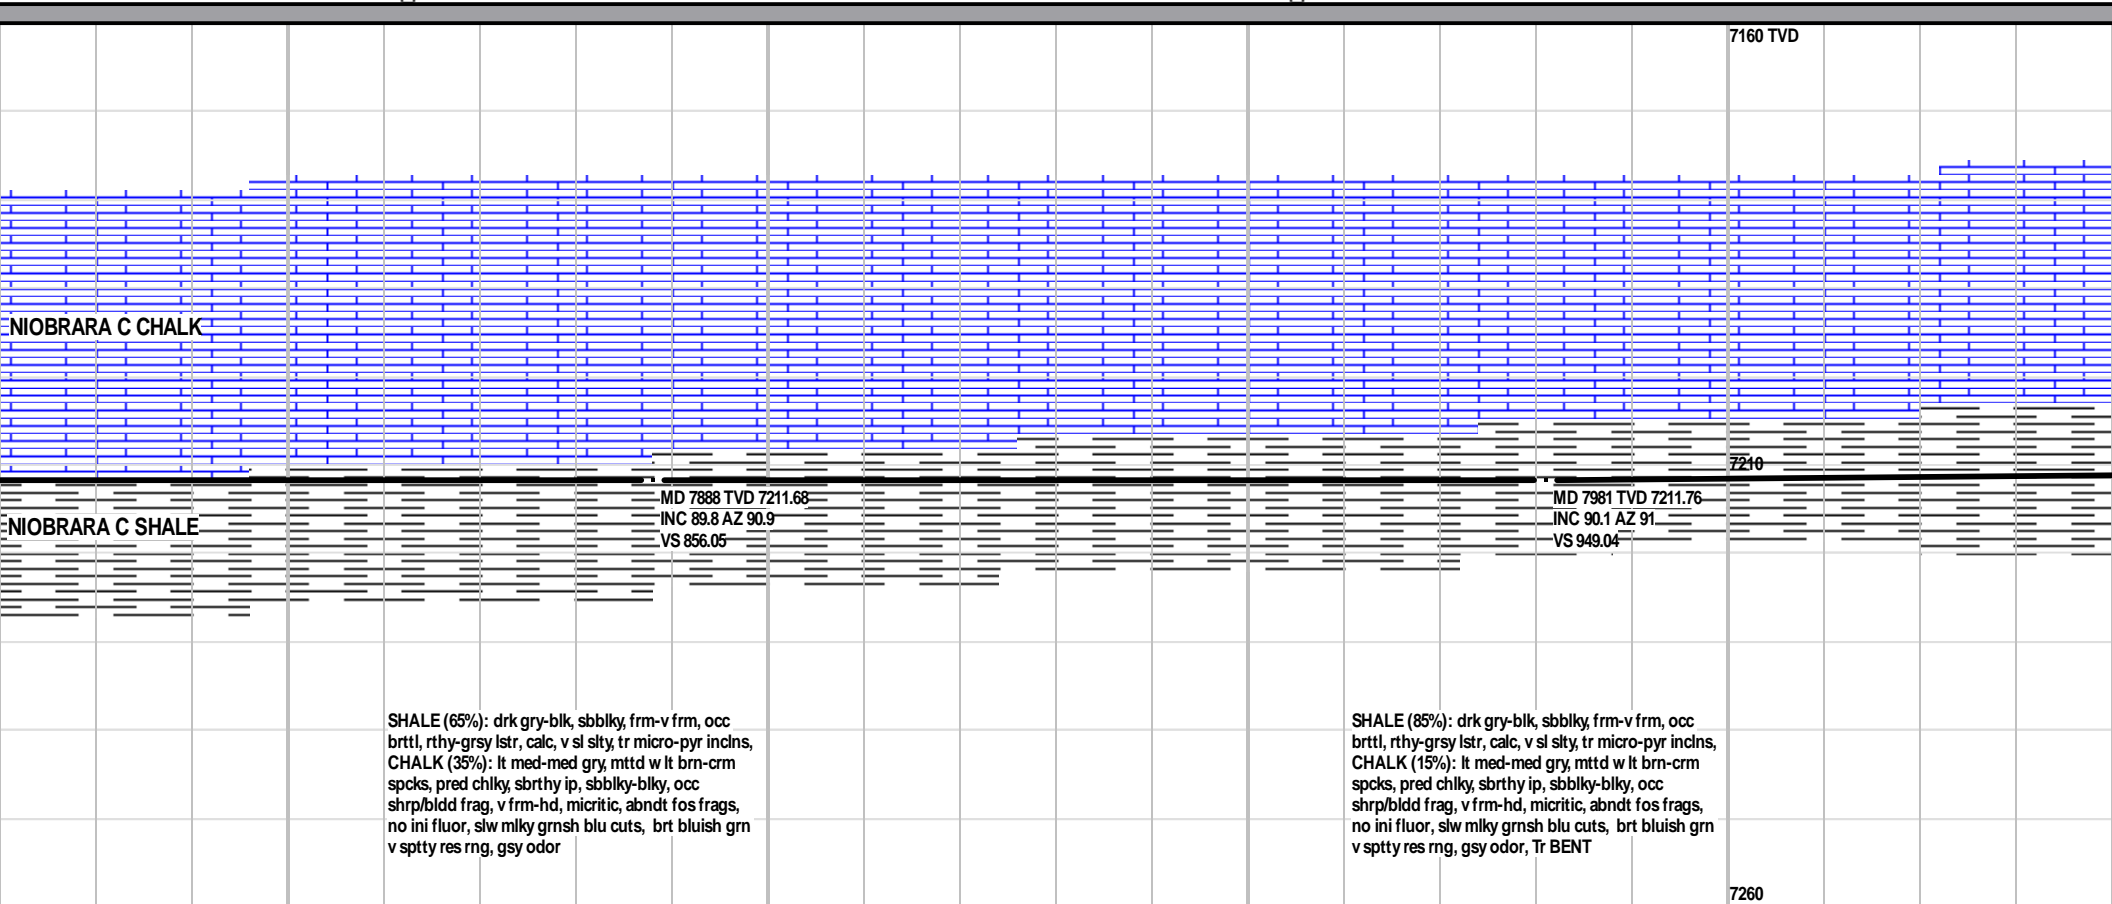 7160 TVD
NIOBRARA C CHALK
7210
MD 7888 TVD 7211.68
INC 89.8 AZ 90.9
VS 856.05
MD 7981 TVD 7211.76
INC 90.1 AZ 91
VS 949.04
NIOBRARA C SHALE
SHALE (65%): drk gry-blk, sbblky, frm-v frm, occ
brttl, rthy-grsy lstr, calc, v sl slty, tr micro-pyr inclns,
CHALK (35%): lt med-med gry, mttd w lt brn-crm
spcks, pred chlky, sbrthy ip, sbblky-blky, occ
shrp/bldd frag, v frm-hd, micritic, abndt fos frags,
no ini fluor, slw mlky grnsh blu cuts, brt bluish grn
v sptty res rng, gsy odor
SHALE (85%): drk gry-blk, sbblky, frm-v frm, occ
brttl, rthy-grsy lstr, calc, v sl slty, tr micro-pyr inclns,
CHALK (15%): lt med-med gry, mttd w lt brn-crm
spcks, pred chlky, sbrthy ip, sbblky-blky, occ
shrp/bldd frag, v frm-hd, micritic, abndt fos frags,
no ini fluor, slw mlky grnsh blu cuts, brt bluish grn
v sptty res rng, gsy odor, Tr BENT
7260